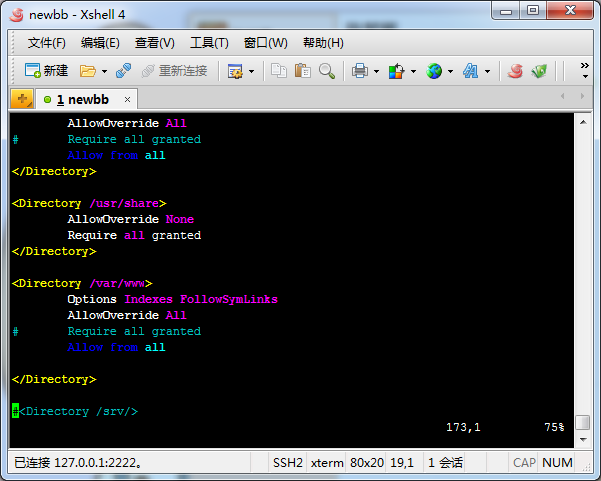 newbb - Xshell 4
文件(F) 编辑(E) 查看(V) 工具(T) 窗口(W) 帮助(H)
新建 重新连接
1 newbb
AllowOverride All
# Require all granted
Allow from all
</Directory>
<Directory /usr/share>
AllowOverride None
Require all granted
</Directory>
<Directory /var/www>
Options Indexes FollowSymLinks
AllowOverride All
# Require all granted
Allow from all
</Directory>
#<Directory /srv/>
173,1 75%
已连接 127.0.0.1:2222。 SSH2 xterm 80x20 19,1 1 会话 CAP NUM